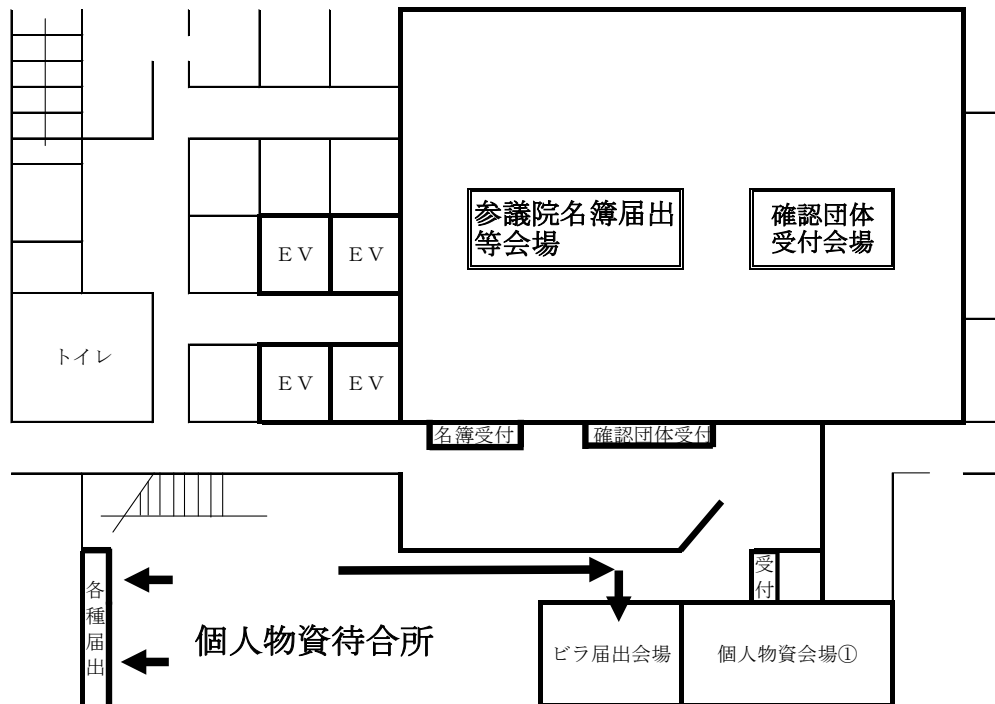 参議院名簿届出
等会場
確認団体
受付会場
ＥＶ
ＥＶ
トイレ
ＥＶ
ＥＶ
名簿受付
確認団体受付
受付
各種届出
個人物資待合所
ビラ届出会場
個人物資会場①